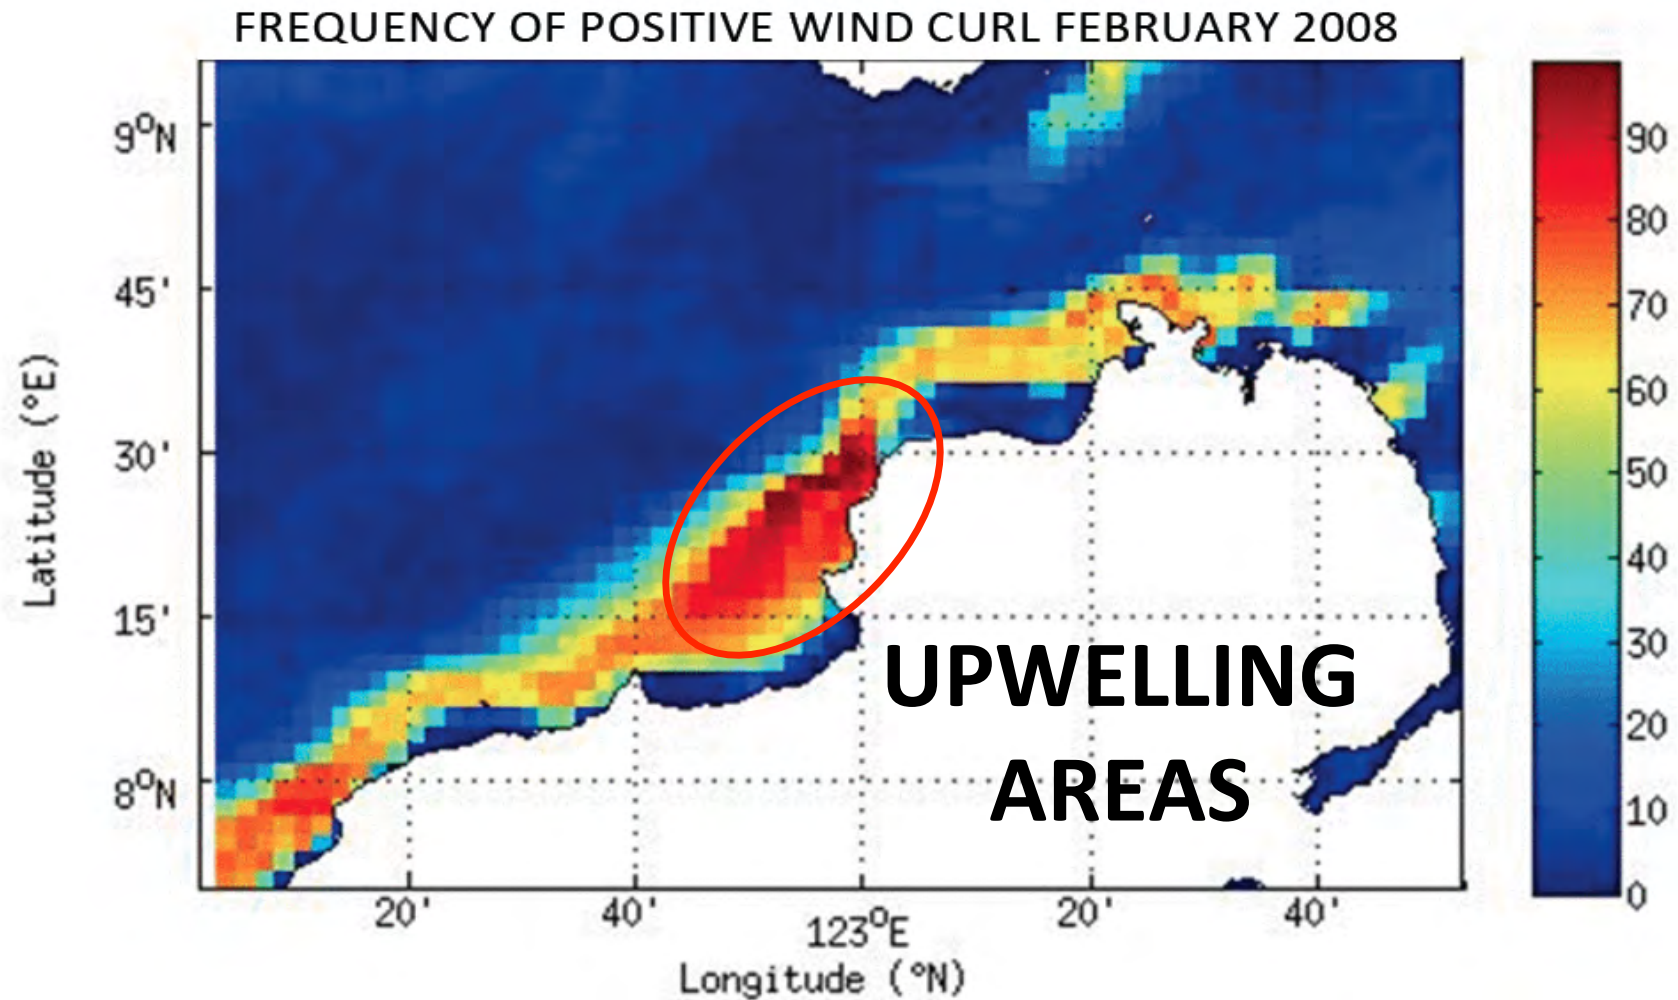 FREQUENCY OF POSITIVE WIND CURL FEBRUARY 2008
9°N
45'
30'
15'
8°N
Latitude (°E)
20'
40'
123°E
20'
40'
Longitude (°N)
UPWELLING
AREAS
90
80
70
60
50
40
30
20
10
0